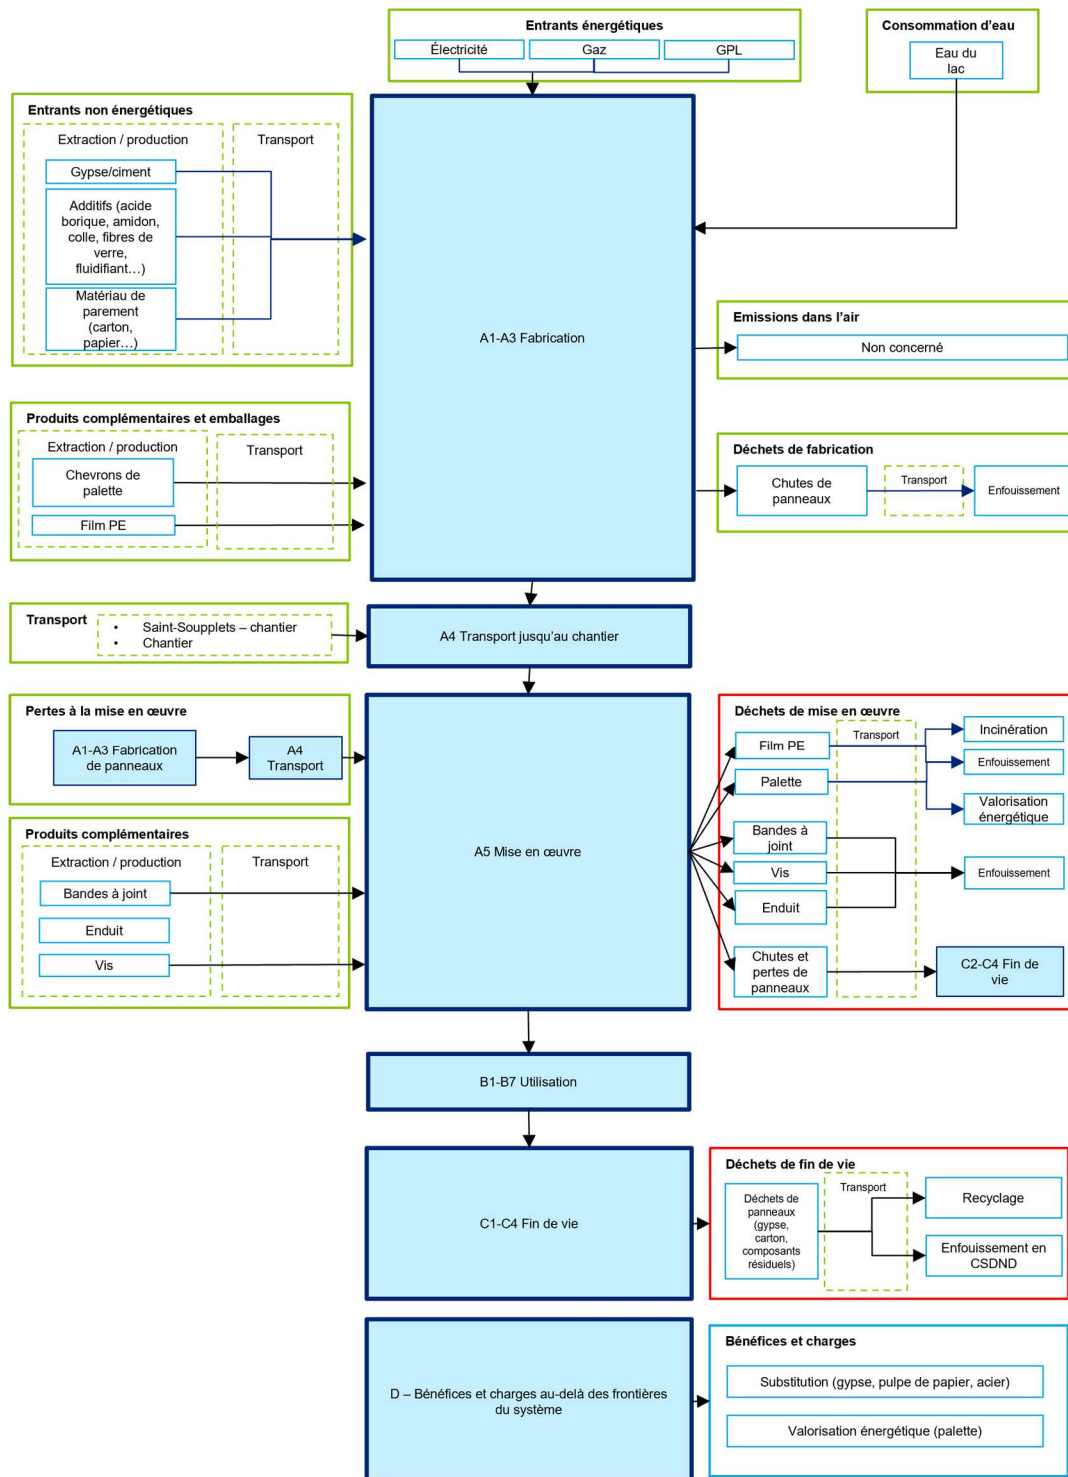 Entrants énergétiques
Électricité
Gaz
GPL
Consommation d'eau
Eau du
lac
Entrants non énergétiques
Extraction / production
Transport
Gypse/ciment
Additifs (acide
borique, amidon,
colle, fibres de
verre,
fluidifiant…)
Matériau de
parement
(carton,
papier…)
A1-A3 Fabrication
Emissions dans l'air
Non concerné
Produits complémentaires et emballages
Extraction / production
Transport
Chevrons de
palette
Film PE
Déchets de fabrication
Chutes de
panneaux
Transport
Enfouissement
Transport
• Saint-Soupplets – chantier
• Chantier
A4 Transport jusqu'au chantier
Pertes à la mise en œuvre
A1-A3 Fabrication
de panneaux
A4
Transport
Produits complémentaires
Extraction / production
Transport
Bandes à joint
Enduit
Vis
A5 Mise en œuvre
Déchets de mise en œuvre
Transport
Film PE
Palette
Bandes à
joint
Vis
Enduit
Chutes et
pertes de
panneaux
Incinération
Enfouissement
Valorisation
énergétique
Enfouissement
C2-C4 Fin de
vie
B1-B7 Utilisation
C1-C4 Fin de vie
Déchets de fin de vie
Déchets de
panneaux
(gypse,
carton,
composants
résiduels)
Transport
Recyclage
Enfouissement en
CSDND
D – Bénéfices et charges au-delà des frontières
du système
Bénéfices et charges
Substitution (gypse, pulpe de papier, acier)
Valorisation énergétique (palette)